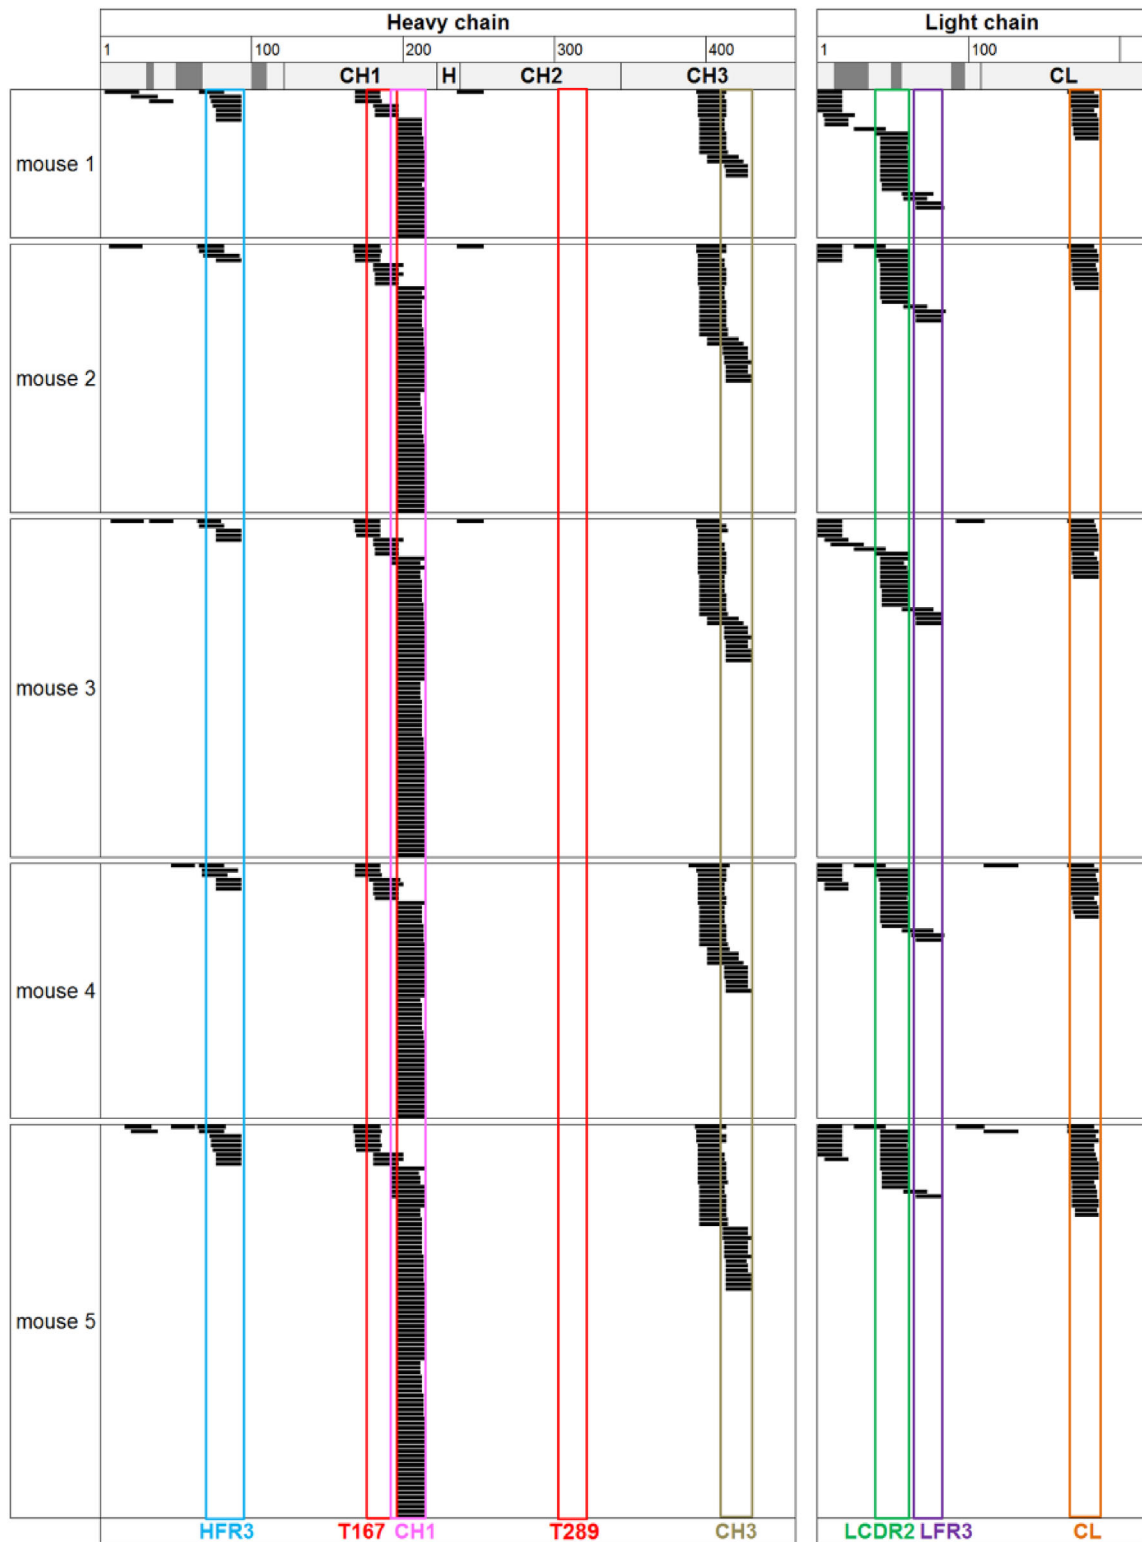 Heavy chain Light chain
1 100 200 300 400 1 100
CH1 H CH2 CH3 CL
mouse 1
mouse 2
mouse 3
mouse 4
mouse 5
HFR3 T167 CH1 T289 CH3 LCDR2 LFR3 CL